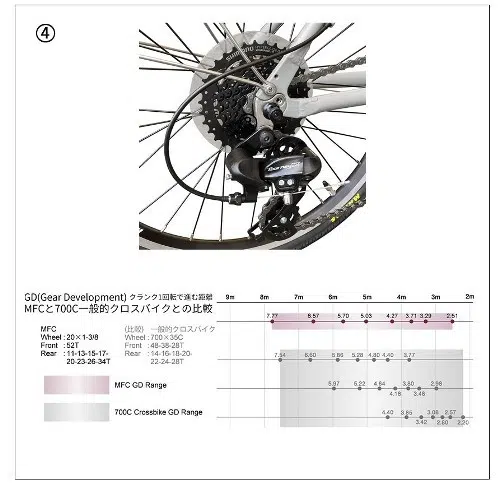 ④
SHIMANO
Tourney
GD(Gear Development) クランク1回転で進む距離
MFCと700C一般的クロスバイクとの比較
MFC
Wheel : 20×1-3/8
Front : 52T
Rear : 11-13-15-17-
20-23-26-34T
(比較) 一般的クロスバイク
Wheel : 700×35C
Front : 48-38-28T
Rear : 14-16-18-20-
22-24-28T
MFC GD Range
700C Crossbike GD Range
9m 8m 7m 6m 5m 4m 3m 2m
7.77 6.57 5.70 5.03 4.27 3.71 3.29 2.51
7.54 6.60 5.86 5.28 4.80 4.40 3.77
5.97 5.22 4.64 3.80 2.98
4.18 3.48
4.40 3.85 3.08 2.57
3.42 2.80 2.20